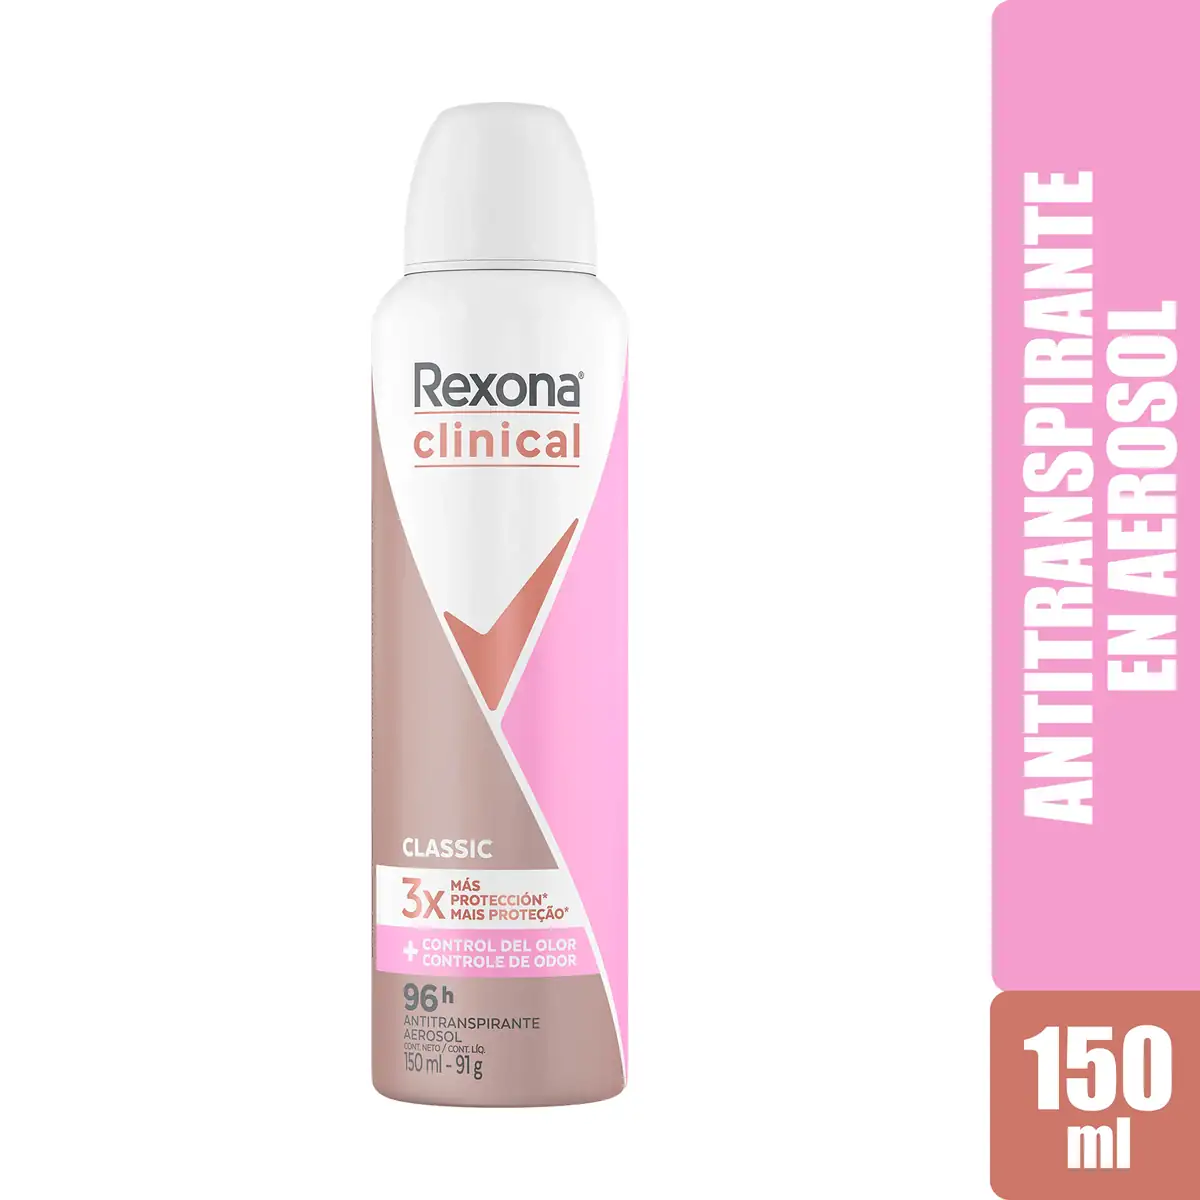 Rexona®
clinical
CLASSIC
3x MÁS
PROTECCIÓN*
MAIS PROTEÇÃO*
+ CONTROL DEL OLOR
CONTROLE DE ODOR
96h
ANTITRANSPIRANTE
AEROSOL
CONT. NETO / CONT. LÍQ.
150 ml - 91 g
ANTITRANSPIRANTE
EN AEROSOL
150
ml